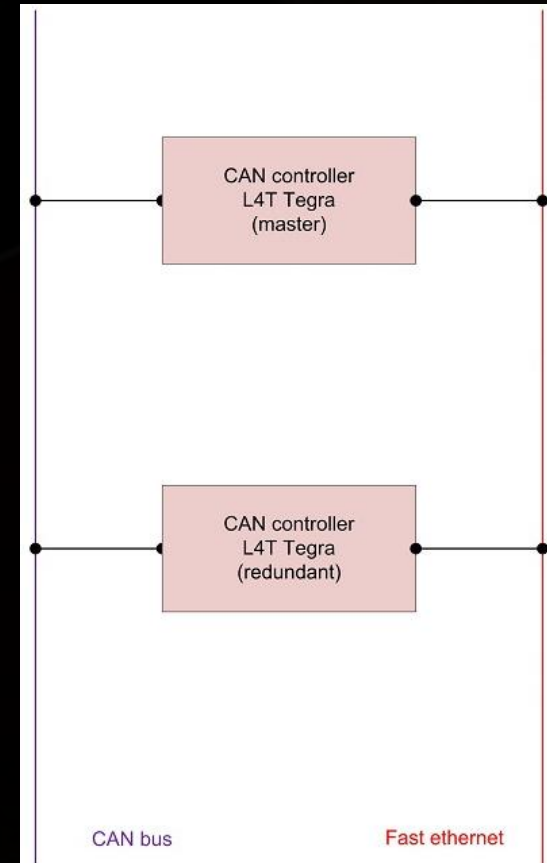 CAN controller
L4T Tegra
(master)
CAN controller
L4T Tegra
(redundant)
CAN bus
Fast ethernet